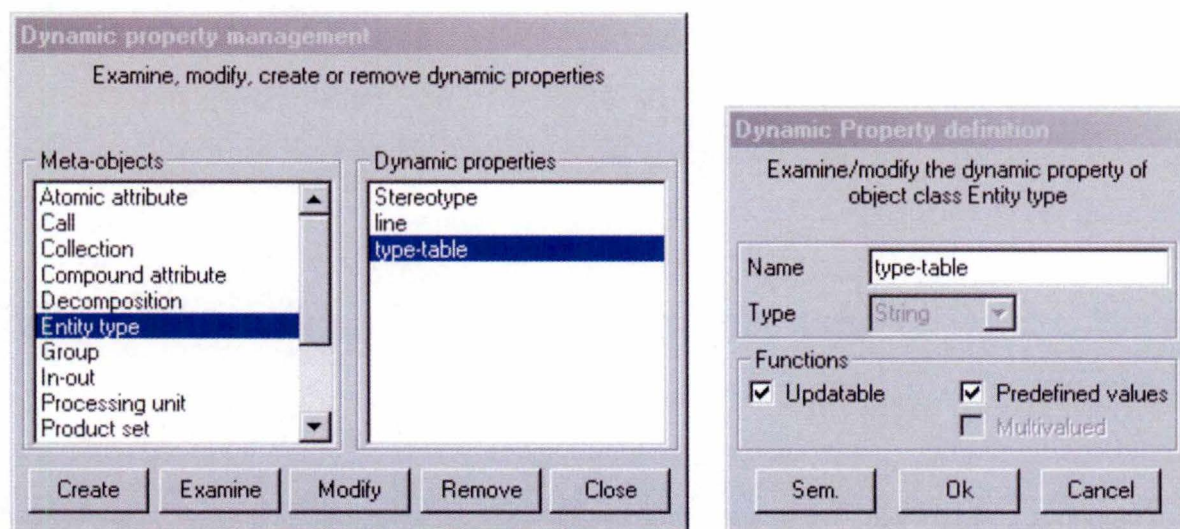 Dynamic property management
Examine, modify, create or remove dynamic properties
Meta-objects
Atomic attribute
Call
Collection
Compound attribute
Decomposition
Entity type
Group
In-out
Processing unit
Product set
Dynamic properties
Stereotype
line
type-table
Create
Examine
Modify
Remove
Close
Dynamic Property definition
Examine/modify the dynamic property of
object class Entity type
Name
type-table
Type
String
Functions
Updatable
Predefined values
Multivalued
Sem.
Ok
Cancel